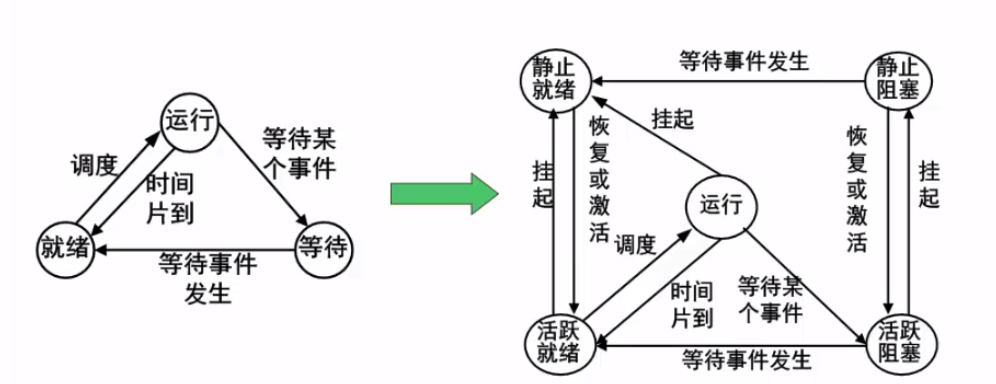 运行
调度
等待某
个事件
时间
片到
就绪
等待
等待事件
发生
静止
就绪
等待事件发生
静止
阻塞
挂起
恢复或激活
挂起
运行
恢复或激活
挂起
调度
时间
片到
等待某
个事件
活跃
就绪
等待事件发生
活跃
阻塞